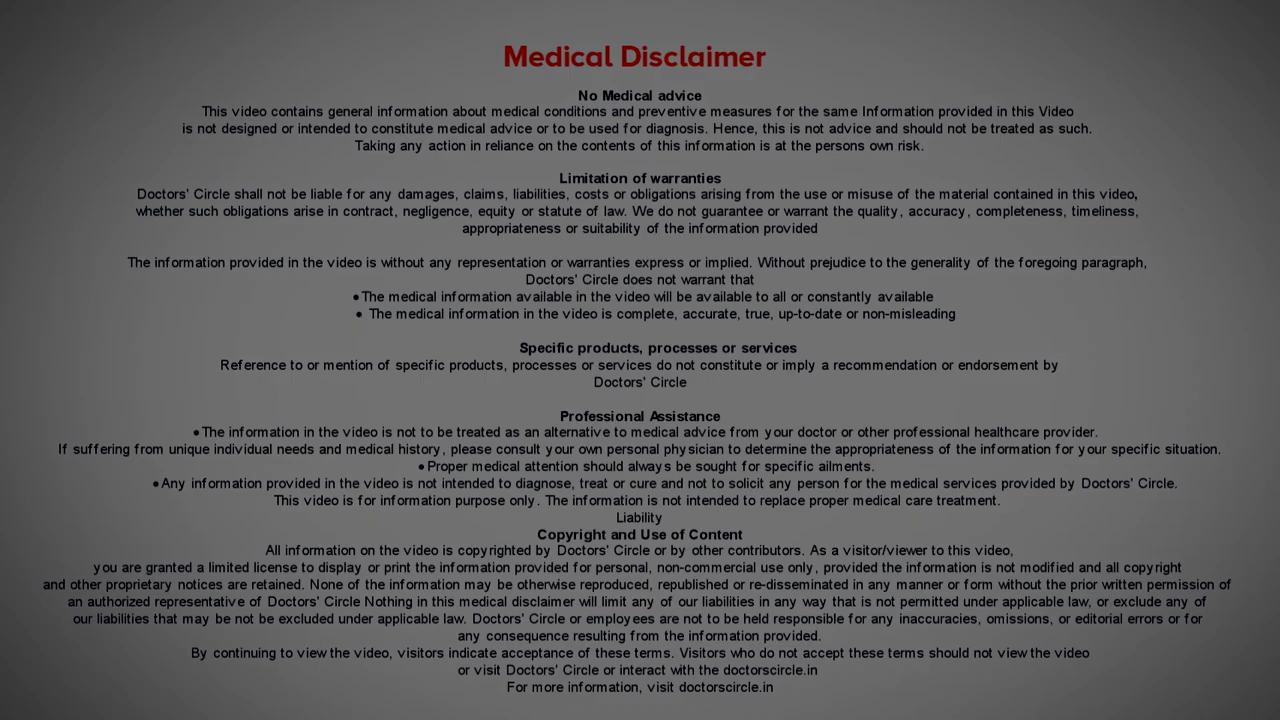 Medical Disclaimer
No Medical advice
This video contains general information about medical conditions and preventive measures for the same Information provided in this Video
is not designed or intended to constitute medical advice or to be used for diagnosis. Hence, this is not advice and should not be treated as such.
Taking any action in reliance on the contents of this information is at the persons own risk.
Limitation of warranties
Doctors' Circle shall not be liable for any damages, claims, liabilities, costs or obligations arising from the use or misuse of the material contained in this video,
whether such obligations arise in contract, negligence, equity or statute of law. We do not guarantee or warrant the quality, accuracy, completeness, timeliness,
appropriateness or suitability of the information provided
The information provided in the video is without any representation or warranties express or implied. Without prejudice to the generality of the foregoing paragraph,
Doctors' Circle does not warrant that
•The medical information available in the video will be available to all or constantly available
• The medical information in the video is complete, accurate, true, up-to-date or non-misleading
Specific products, processes or services
Reference to or mention of specific products, processes or services do not constitute or imply a recommendation or endorsement by
Doctors' Circle
Professional Assistance
•The information in the video is not to be treated as an alternative to medical advice from your doctor or other professional healthcare provider.
If suffering from unique individual needs and medical history, please consult your own personal physician to determine the appropriateness of the information for your specific situation.
•Proper medical attention should always be sought for specific ailments.
•Any information provided in the video is not intended to diagnose, treat or cure and not to solicit any person for the medical services provided by Doctors' Circle.
This video is for information purpose only. The information is not intended to replace proper medical care treatment.
Liability
Copyright and Use of Content
All information on the video is copyrighted by Doctors' Circle or by other contributors. As a visitor/viewer to this video,
you are granted a limited license to display or print the information provided for personal, non-commercial use only, provided the information is not modified and all copyright
and other proprietary notices are retained. None of the information may be otherwise reproduced, republished or re-disseminated in any manner or form without the prior written permission of
an authorized representative of Doctors' Circle Nothing in this medical disclaimer will limit any of our liabilities in any way that is not permitted under applicable law, or exclude any of
our liabilities that may be not be excluded under applicable law. Doctors' Circle or employees are not to be held responsible for any inaccuracies, omissions, or editorial errors or for
any consequence resulting from the information provided.
By continuing to view the video, visitors indicate acceptance of these terms. Visitors who do not accept these terms should not view the video
or visit Doctors' Circle or interact with the doctorscircle.in
For more information, visit doctorscircle.in